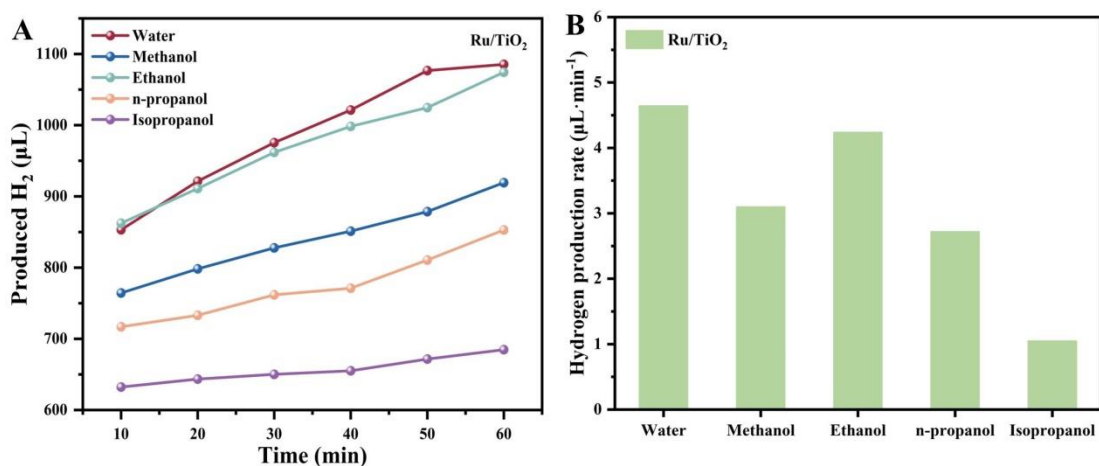 A
Water
Methanol
Ethanol
n-propanol
Isopropanol
Ru/TiO₂
Produced H₂ (μL)
1100
1000
900
800
700
600
10 20 30 40 50 60
Time (min)
B
Ru/TiO₂
Hydrogen production rate (μL·min⁻¹)
6
5
4
3
2
1
0
Water Methanol Ethanol n-propanol Isopropanol